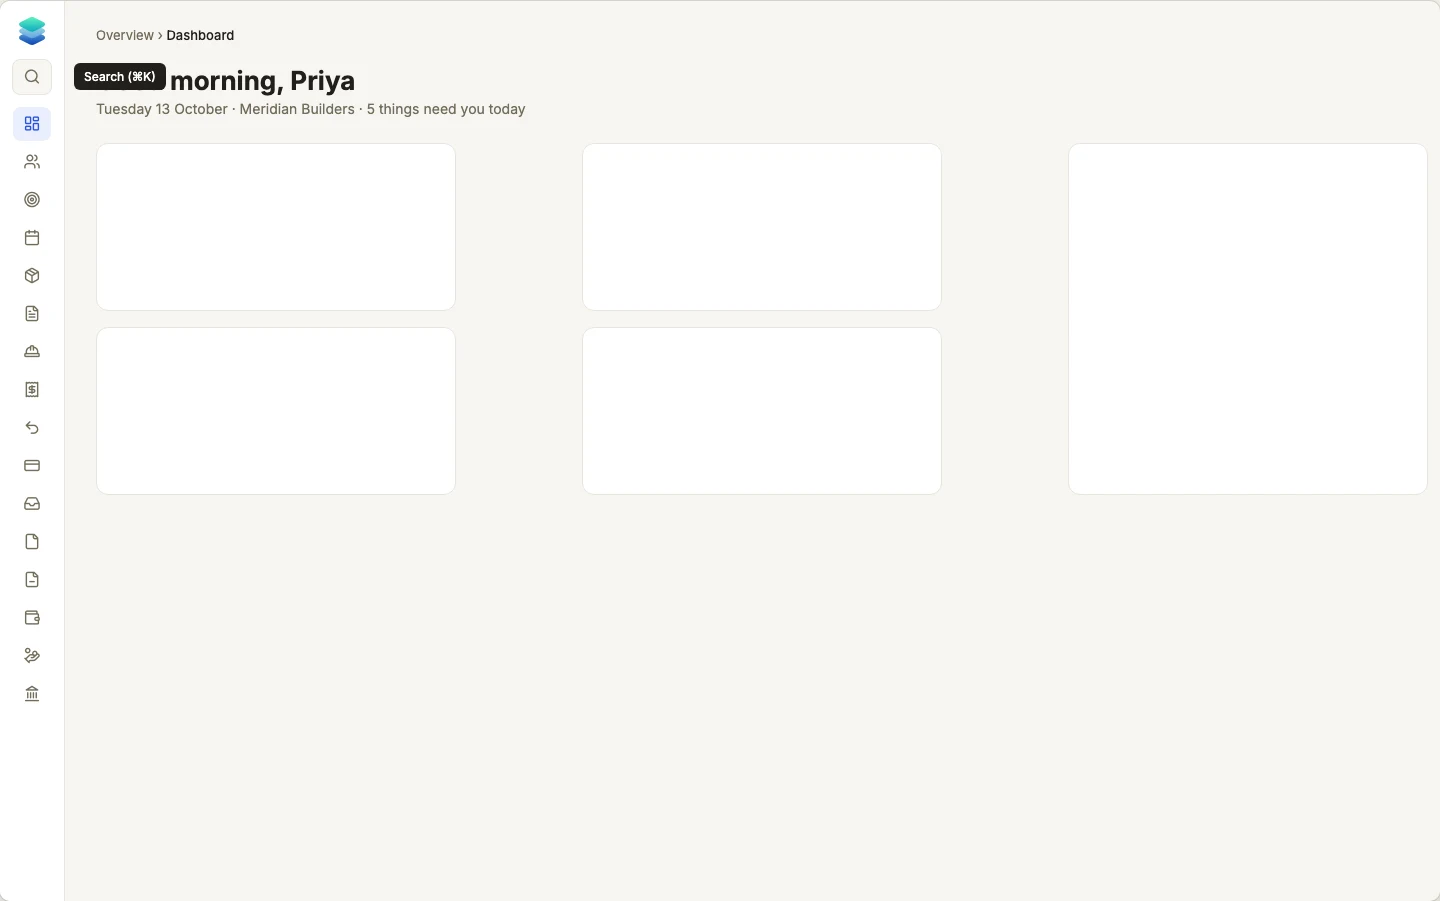 Overview › Dashboard
Search (⌘K)
morning, Priya
Tuesday 13 October · Meridian Builders · 5 things need you today